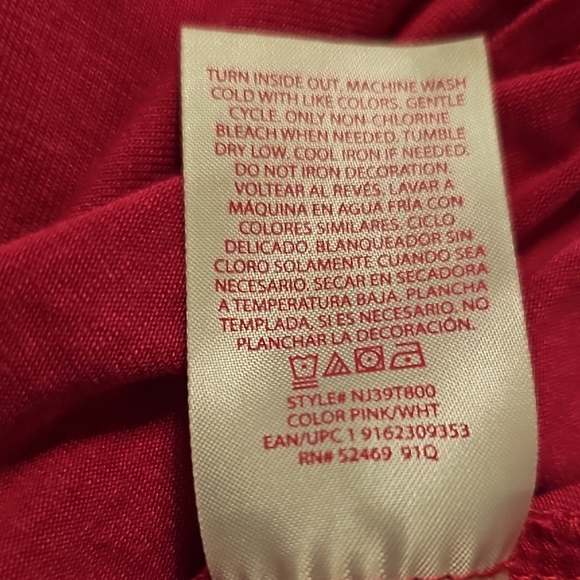 TURN INSIDE OUT, MACHINE WASH
COLD WITH LIKE COLORS, GENTLE
CYCLE, ONLY NON-CHLORINE
BLEACH WHEN NEEDED, TUMBLE
DRY LOW, COOL IRON IF NEEDED,
DO NOT IRON DECORATION.
VOLTEAR AL REVÉS, LAVAR A
MÁQUINA EN AGUA FRÍA CON
COLORES SIMILARES, CICLO
DELICADO, BLANQUEADOR SIN
CLORO SOLAMENTE CUANDO SEA
NECESARIO, SECAR EN SECADORA
A TEMPERATURA BAJA, PLANCHA
TEMPLADA, SI ES NECESARIO, NO
PLANCHAR LA DECORACIÓN.
STYLE# NJ39T800
COLOR PINK/WHT
EAN/UPC 1 9162309353
RN# 52469 91Q